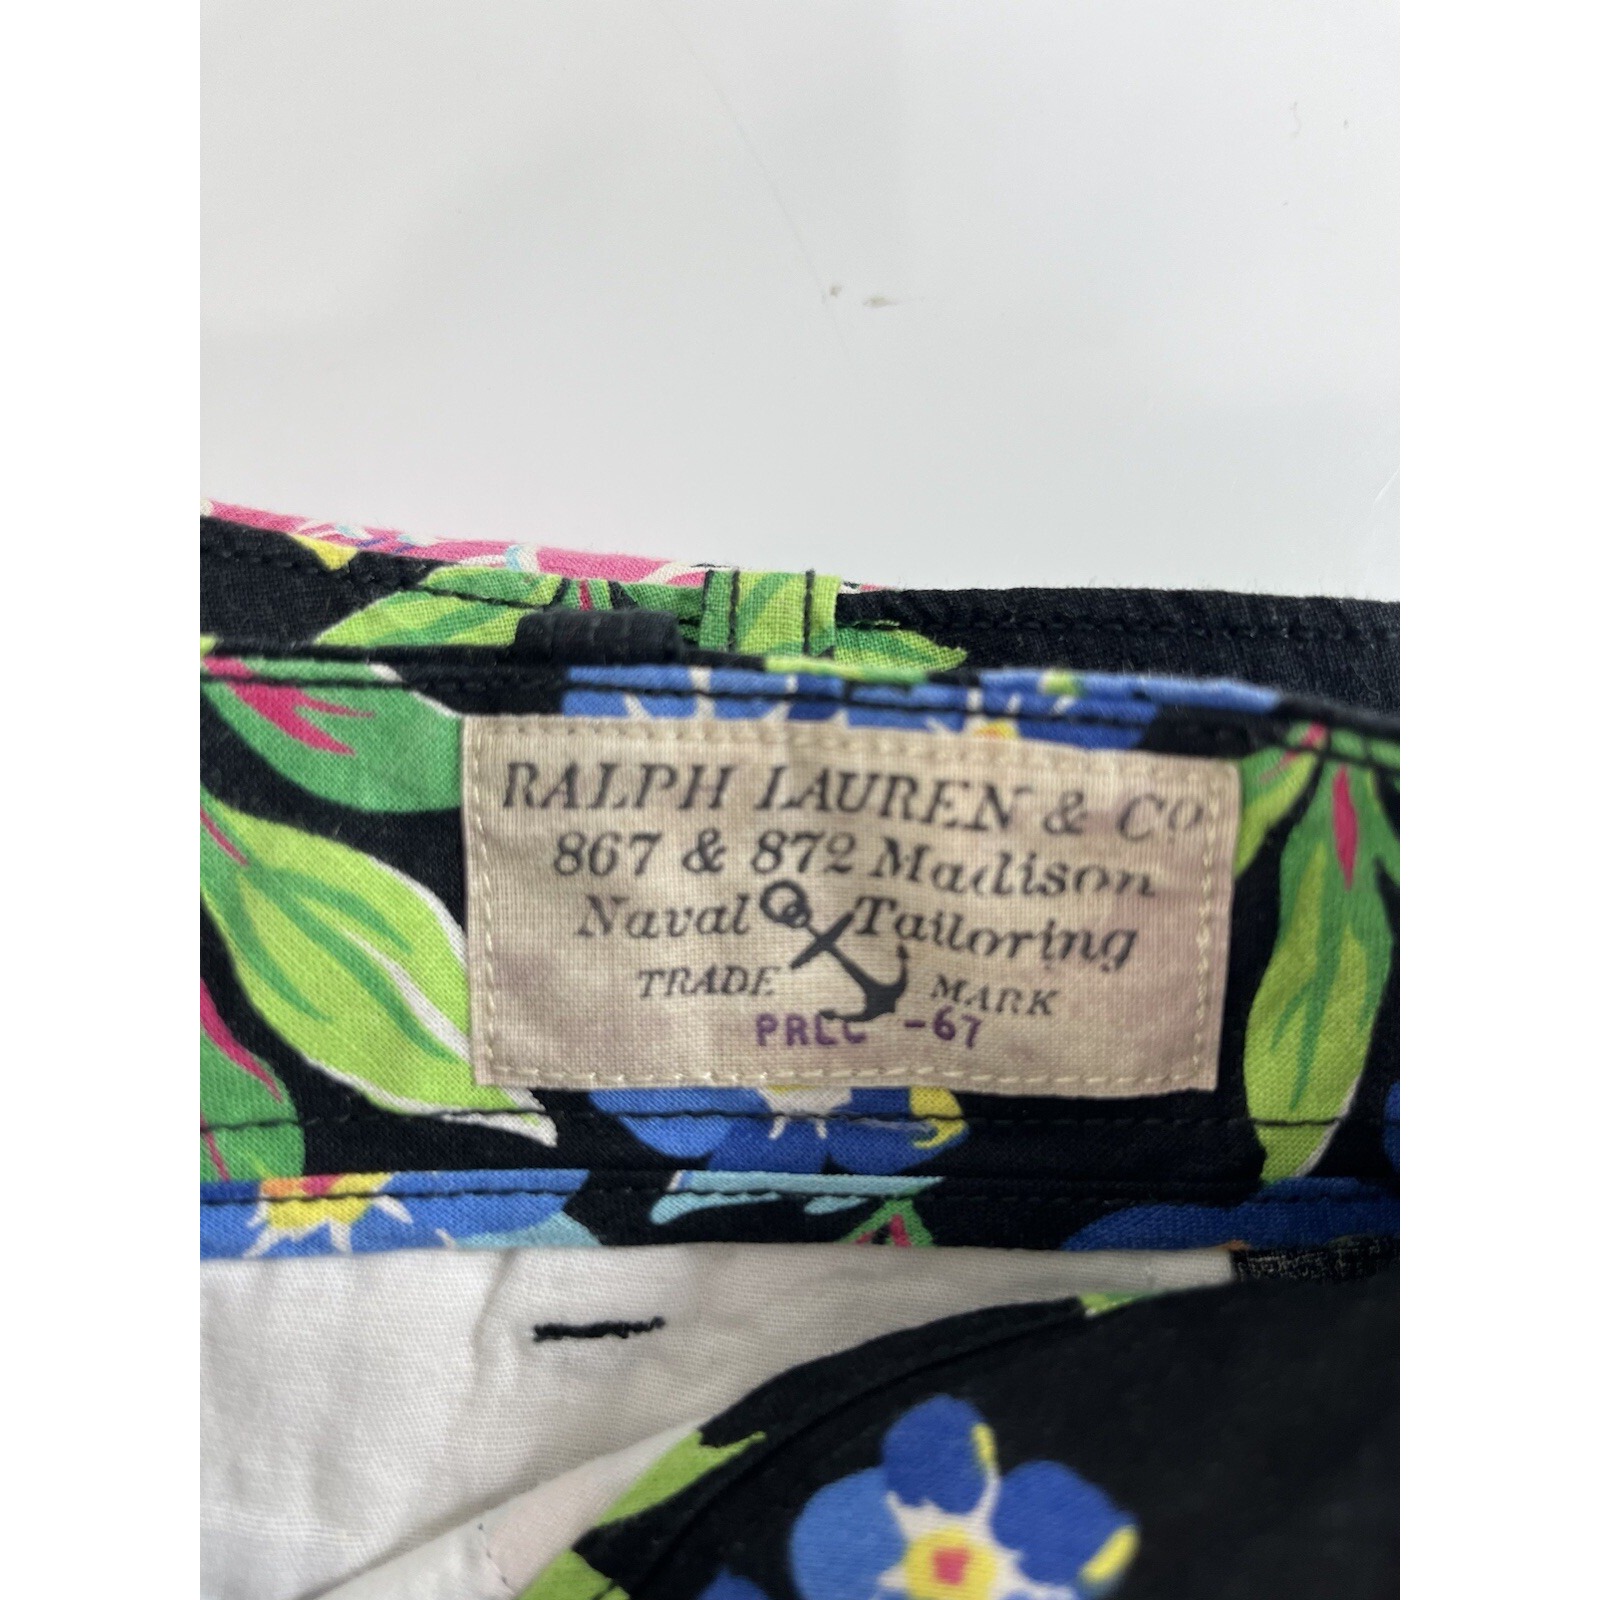 RALPH LAUREN & CO
867 & 872 Madison
Naval Tailoring
TRADE MARK
PRLC -67